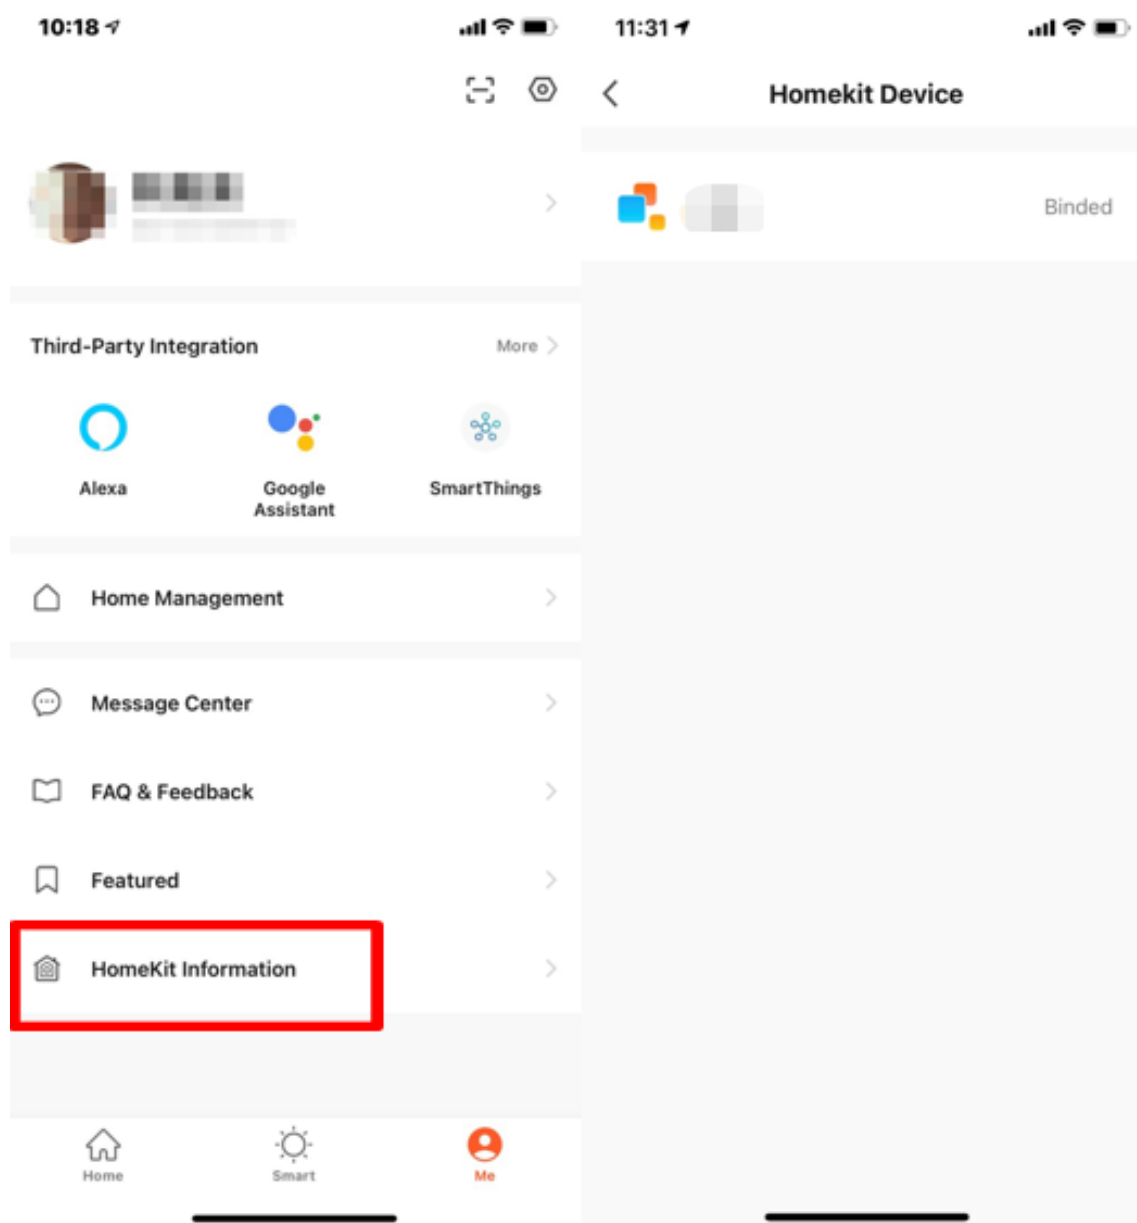 10:18
Third-Party Integration
More
Alexa
Google
Assistant
SmartThings
Home Management
Message Center
FAQ & Feedback
Featured
HomeKit Information
Home
Smart
Me
11:31
Homekit Device
Binded